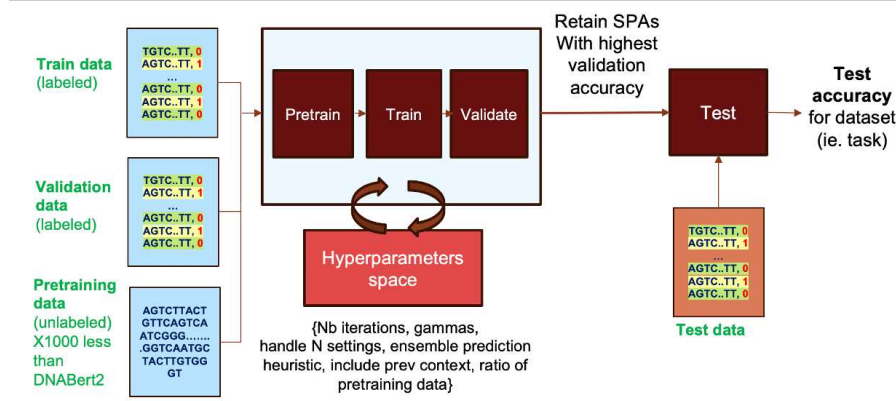 Train data
(labeled)
TGTC..TT, 0
AGTC..TT, 1
...
AGTC..TT, 0
AGTC..TT, 1
AGTC..TT, 0
Validation
data
(labeled)
TGTC..TT, 0
AGTC..TT, 1
...
AGTC..TT, 0
AGTC..TT, 1
AGTC..TT, 0
Pretraining
data
(unlabeled)
X1000 less
than
DNABert2
AGTCTTACT
GTTCAGTCA
ATCGGG.......
.GGTCAATGC
TACTTGTGG
GT
Pretrain
Train
Validate
Hyperparameters
space
{Nb iterations, gammas,
handle N settings, ensemble prediction
heuristic, include prev context, ratio of
pretraining data}
Retain SPAs
With highest
validation
accuracy
Test
Test
accuracy
for dataset
(ie. task)
TGTC..TT, 0
AGTC..TT, 1
...
AGTC..TT, 0
AGTC..TT, 1
AGTC..TT, 0
Test data